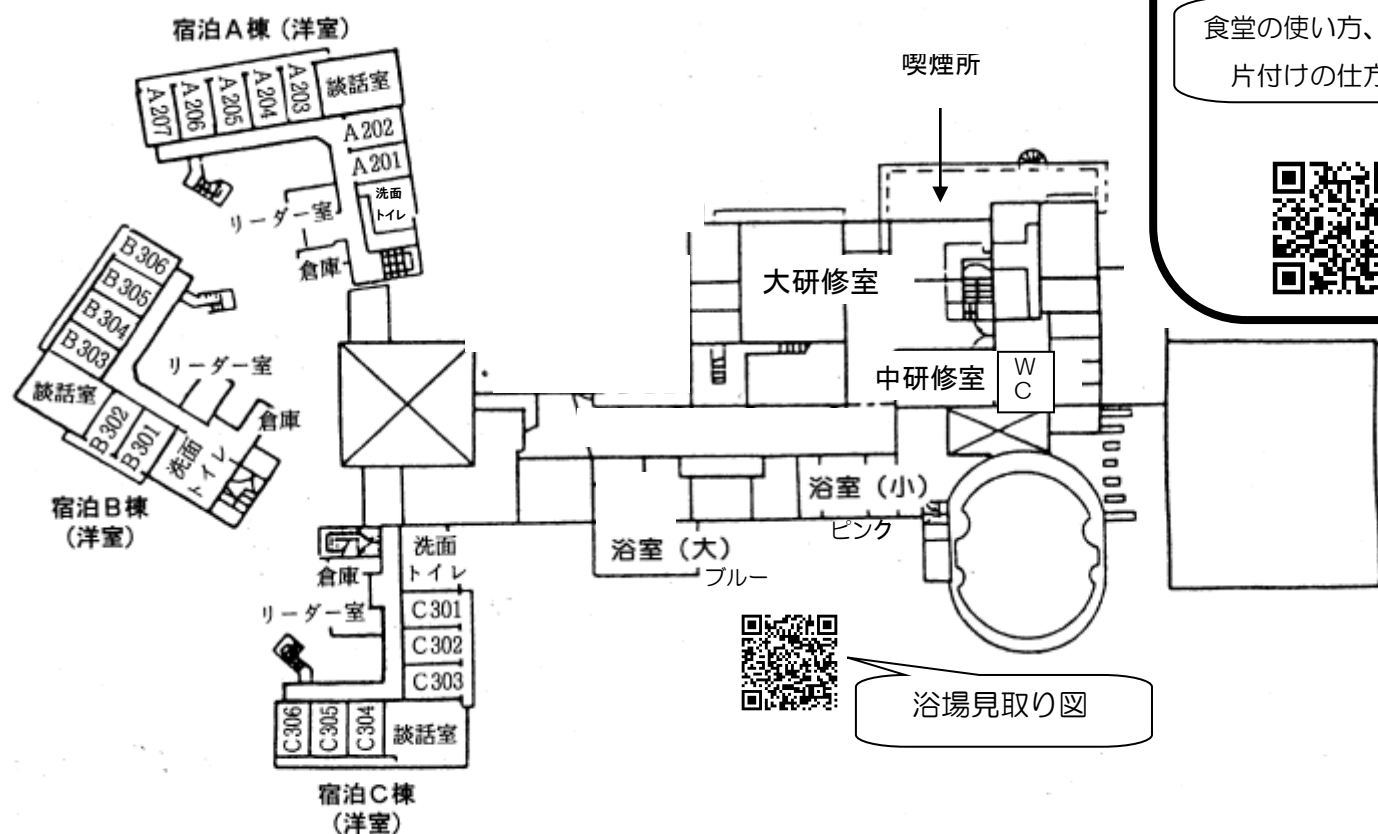 宿泊A棟（洋室）
A207
A206
A205
A204
A203
談話室
A202
A201
洗面
トイレ
リーダー室
倉庫
B306
B305
B304
B303
談話室
B302
B301
洗面
トイレ
リーダー室
倉庫
宿泊B棟
（洋室）
倉庫
洗面
トイレ
リーダー室
C301
C302
C303
C306
C305
C304
談話室
宿泊C棟
（洋室）
喫煙所
大研修室
中研修室
WC
浴室（小）
ピンク
浴室（大）
ブルー
浴場見取り図
食堂の使い方、
片付けの仕方